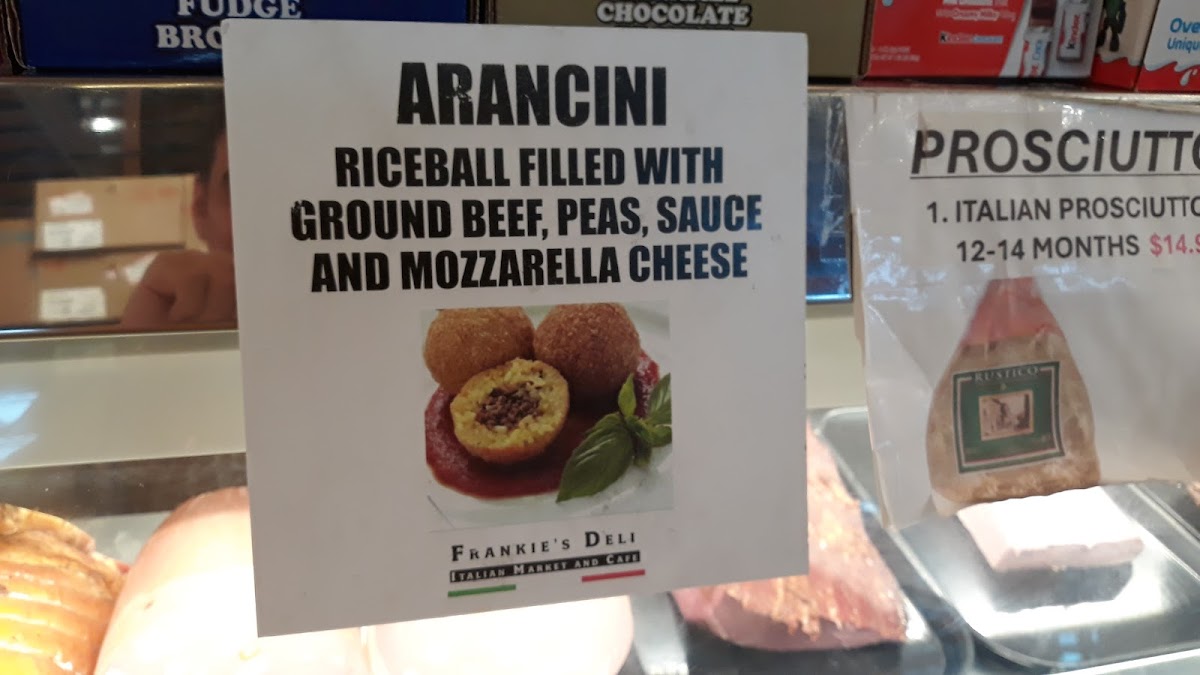 FUDGE
CHOCOLATE
ARANCINI
RICEBALL FILLED WITH
GROUND BEEF, PEAS, SAUCE
AND MOZZARELLA CHEESE
FRANKIE'S DELI
ITALIAN MARKET AND CAFE
PROSCIUTTO
1. ITALIAN PROSCIUTTO
12-14 MONTHS
RUSTICO
Kinder